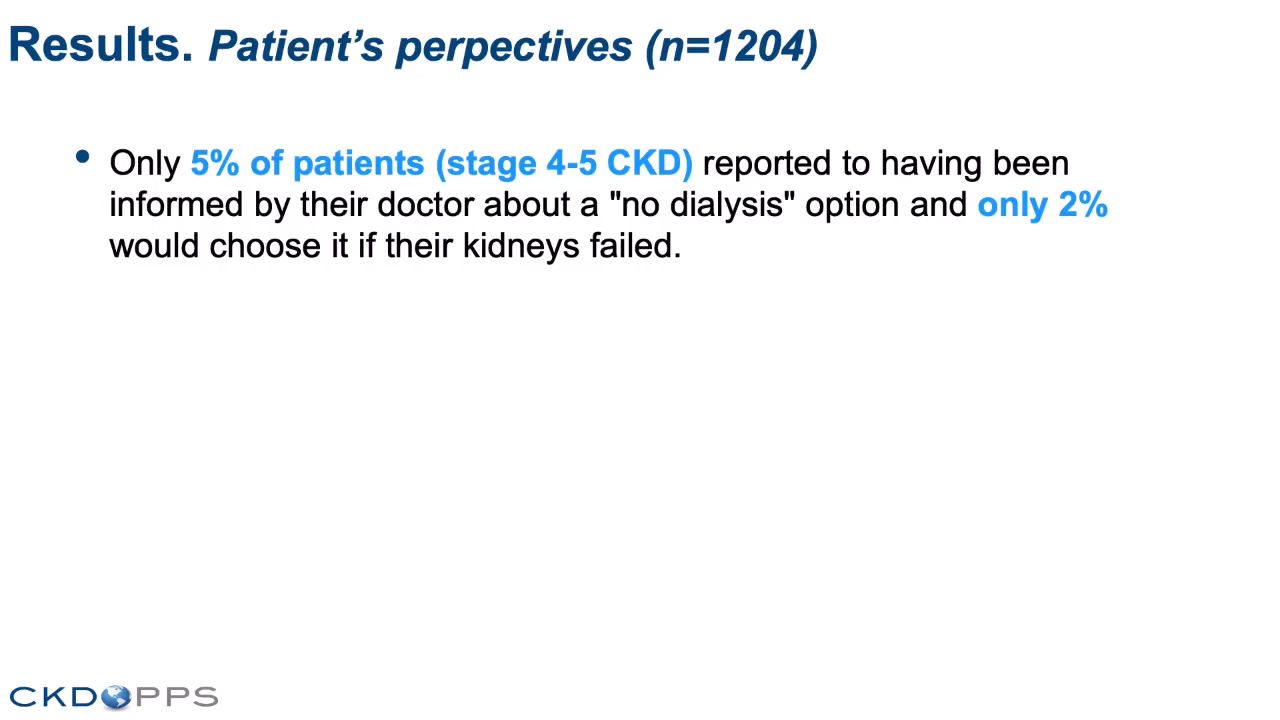 Results. Patient’s perpectives (n=1204)
• Only 5% of patients (stage 4-5 CKD) reported to having been
informed by their doctor about a "no dialysis" option and only 2%
would choose it if their kidneys failed.
CKDOPPS